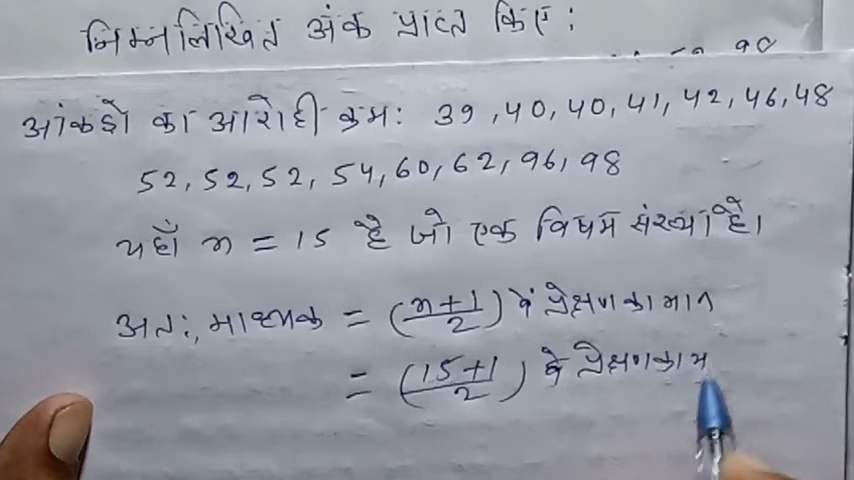 निम्नलिखित अंक प्राप्त किए:
आंकड़ो का आरोही क्रम: 39, 40, 40, 41, 42, 46, 48
52, 52, 52, 54, 60, 62, 96, 98
यहाँ n = 15 है जो एक विषम संख्या है।
अतः, माध्यक = (n+1/2) वें प्रेक्षण का मान
= (15+1/2) वें प्रेक्षण का म